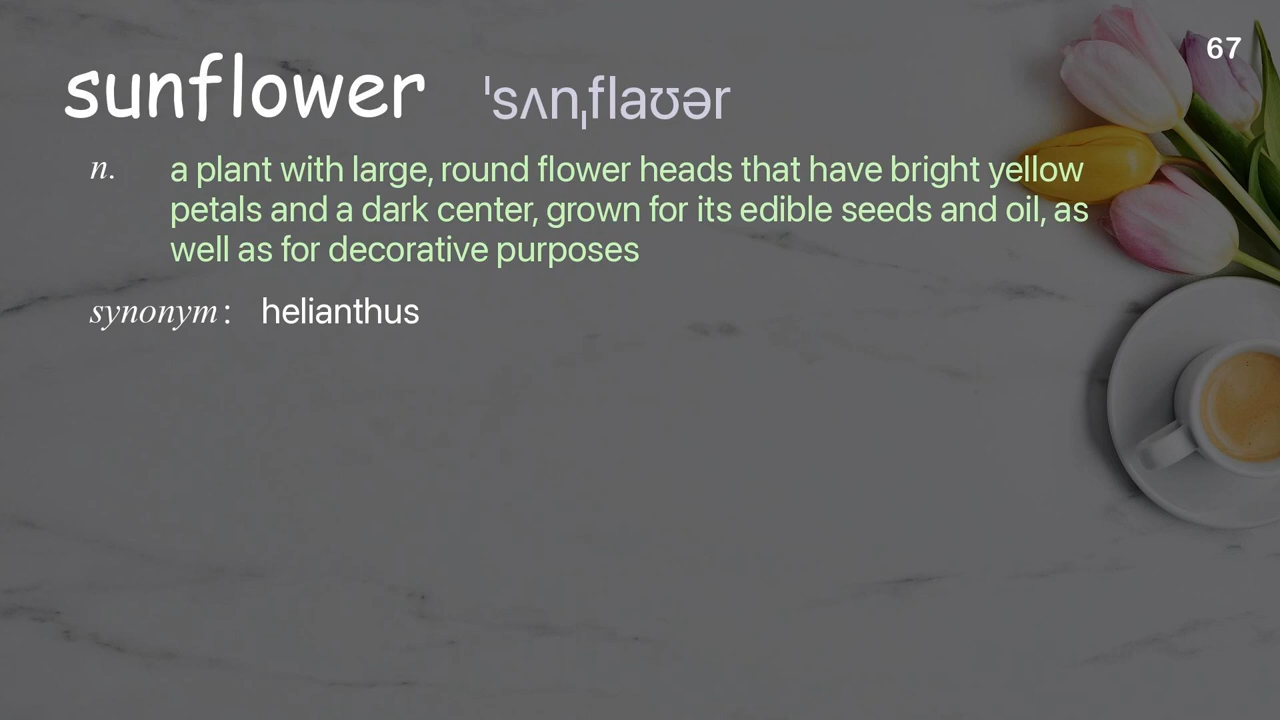 67
sunflower ˈsʌnˌflaʊər
n. a plant with large, round flower heads that have bright yellow
petals and a dark center, grown for its edible seeds and oil, as
well as for decorative purposes
synonym: helianthus